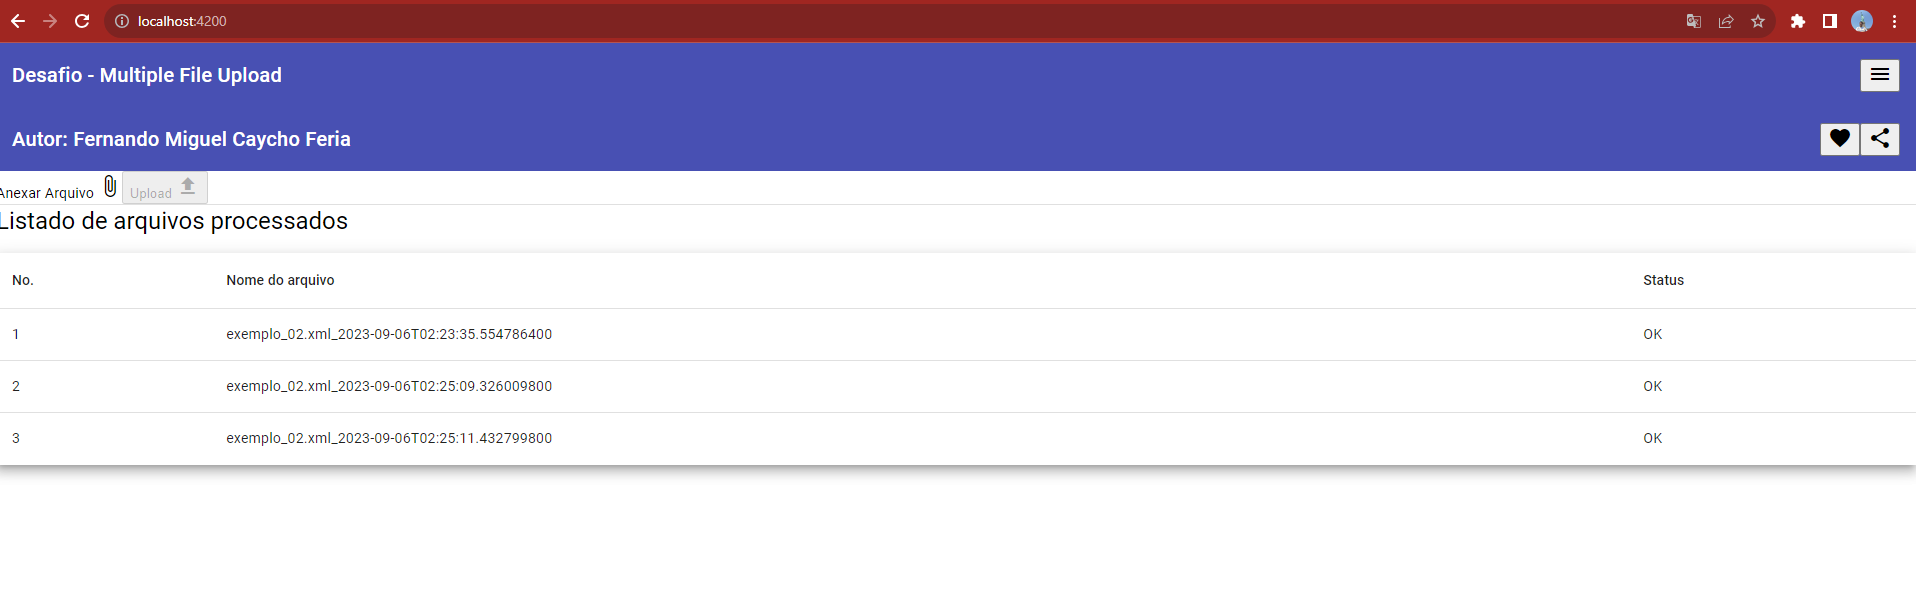 localhost:4200
Desafio - Multiple File Upload
Autor: Fernando Miguel Caycho Feria
Anexar Arquivo Upload
Listado de arquivos processados
No. Nome do arquivo Status
1 exemplo_02.xml_2023-09-06T02:23:35.554786400 OK
2 exemplo_02.xml_2023-09-06T02:25:09.326009800 OK
3 exemplo_02.xml_2023-09-06T02:25:11.432799800 OK